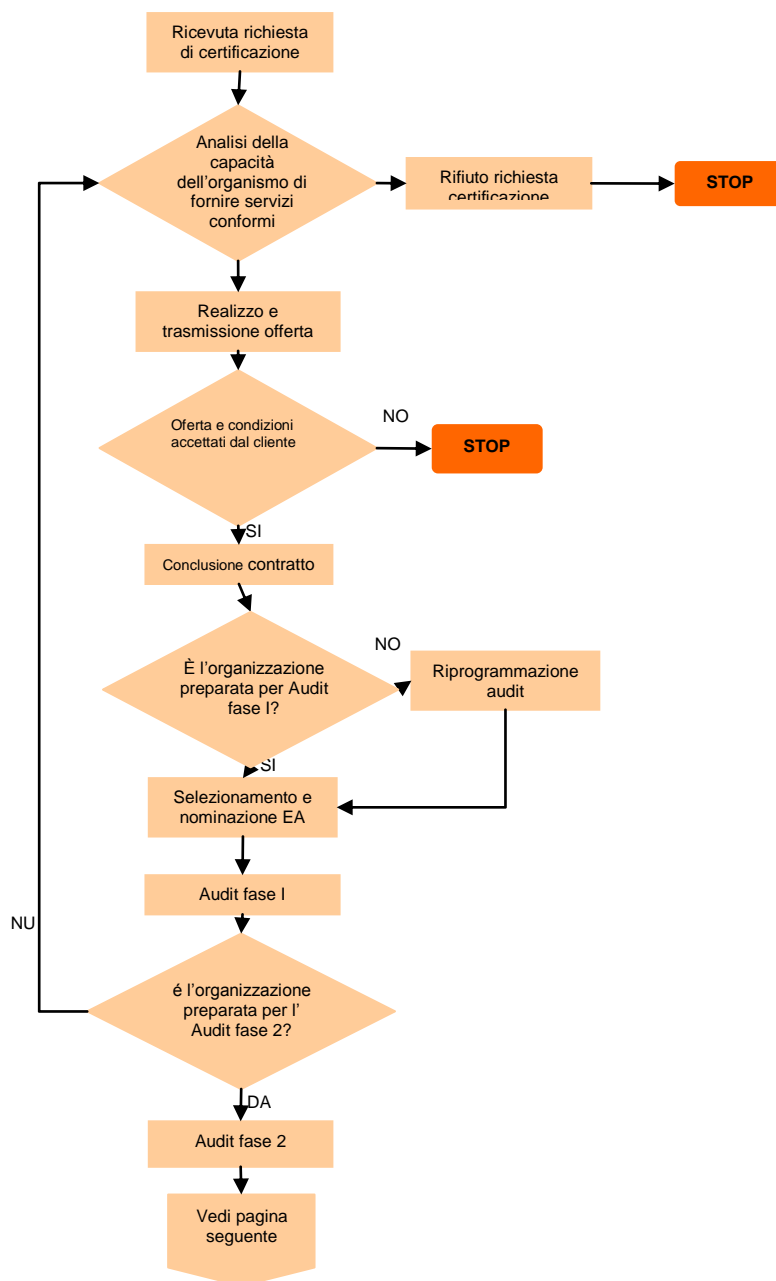 Ricevuta richiesta
di certificazione
Analisi della
capacità
dell'organismo di
fornire servizi
conformi
Rifiuto richiesta
certificazione
STOP
Realizzo e
trasmissione offerta
Oferta e condizioni
accettati dal cliente
NO
STOP
SI
Conclusione contratto
È l'organizzazione
preparata per Audit
fase I?
NO
Riprogrammazione
audit
SI
Selezionamento e
nominazione EA
Audit fase I
NU
é l'organizzazione
preparata per l'
Audit fase 2?
DA
Audit fase 2
Vedi pagina
seguente